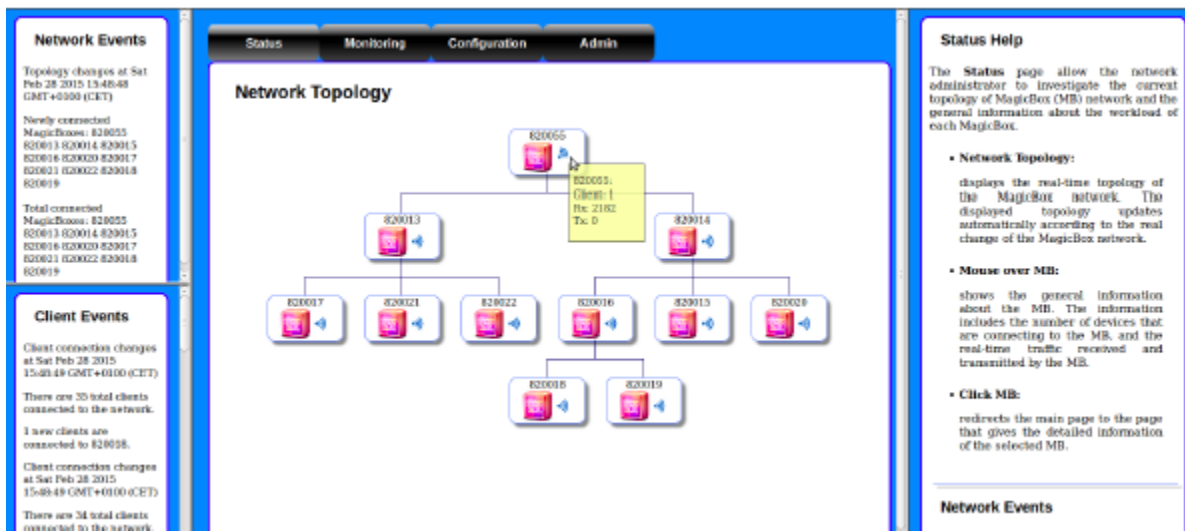 Network Events
Topology changes at Sat
Feb 28 2015 15:48:48
GMT+0100 (CET)
Newly connected
MagicBoxes: 820055
820013 820014 820015
820016 820020 820017
820021 820022 820018
820019
Total connected
MagicBoxes: 820055
820013 820014 820015
820016 820020 820017
820021 820022 820018
820019
Client Events
Client connection changes
at Sat Feb 28 2015
15:48:49 GMT+0100 (CET)
There are 35 total clients
connected to the network.
1 new clients are
connected to
Client connection changes
at Sat Feb 28 2015
15:48:49 GMT+0100 (CET)
There are 34 total clients
connected to the network.
Status
Monitoring
Configuration
Admin
Network Topology
820055
820055:
Client: 1
Rx: 2182
Tx: 0
820013
820014
820017
820021
820022
820016
820015
820020
820018
820019
Status Help
The Status page allow the network
administrator to investigate the current
topology of MagicBox (MB) network and the
general information about the workload of
each MagicBox.
• Network Topology:
displays the real-time topology of
the MagicBox network. The
displayed topology updates
automatically according to the real
change of the MagicBox network.
• Mouse over MB:
shows the general information
about the MB. The information
includes the number of devices that
are connecting to the MB, and the
real-time traffic received and
transmitted by the MB.
• Click MB:
redirects the main page to the page
that gives the detailed information
of the selected MB.
Network Events